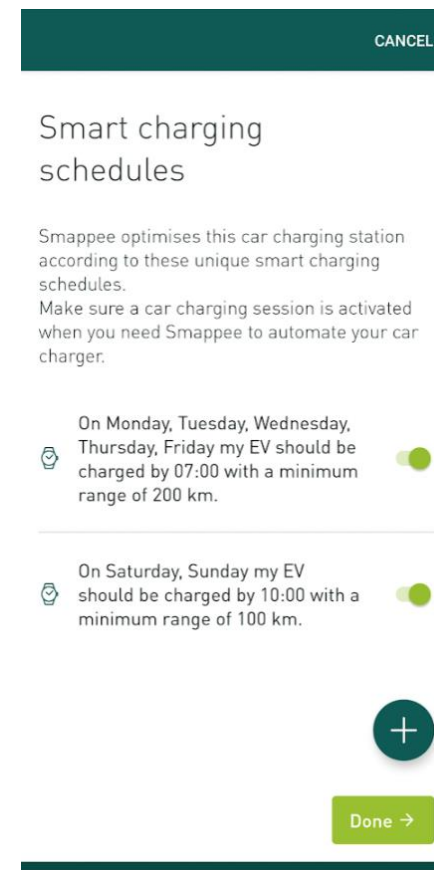 CANCEL
Smart charging
schedules
Smappee optimises this car charging station
according to these unique smart charging
schedules.
Make sure a car charging session is activated
when you need Smappee to automate your car
charger.
On Monday, Tuesday, Wednesday,
Thursday, Friday my EV should be
charged by 07:00 with a minimum
range of 200 km.
On Saturday, Sunday my EV
should be charged by 10:00 with a
minimum range of 100 km.
+
Done →